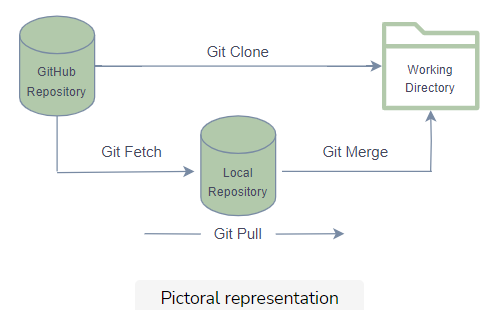 Git Clone
GitHub
Repository
Working
Directory
Git Fetch
Git Merge
Local
Repository
Git Pull
Pictoral representation